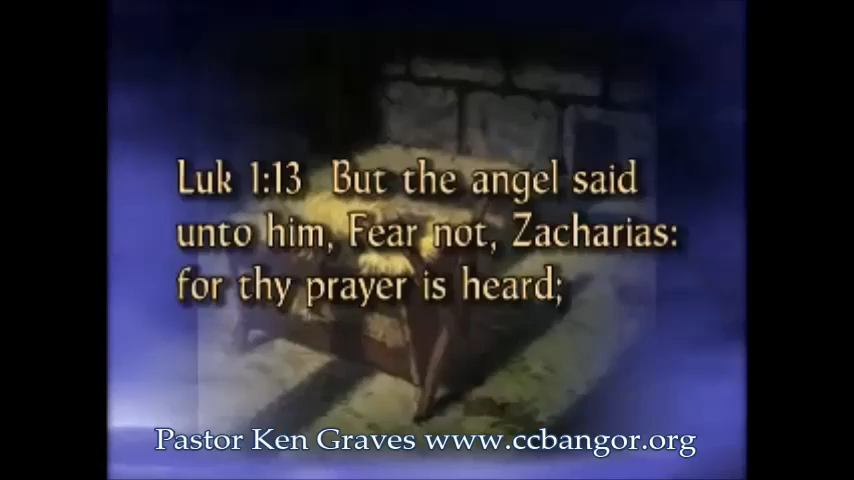 Luk 1:13 But the angel said
unto him, Fear not, Zacharias:
for thy prayer is heard;
Pastor Ken Graves www.ccbangor.org